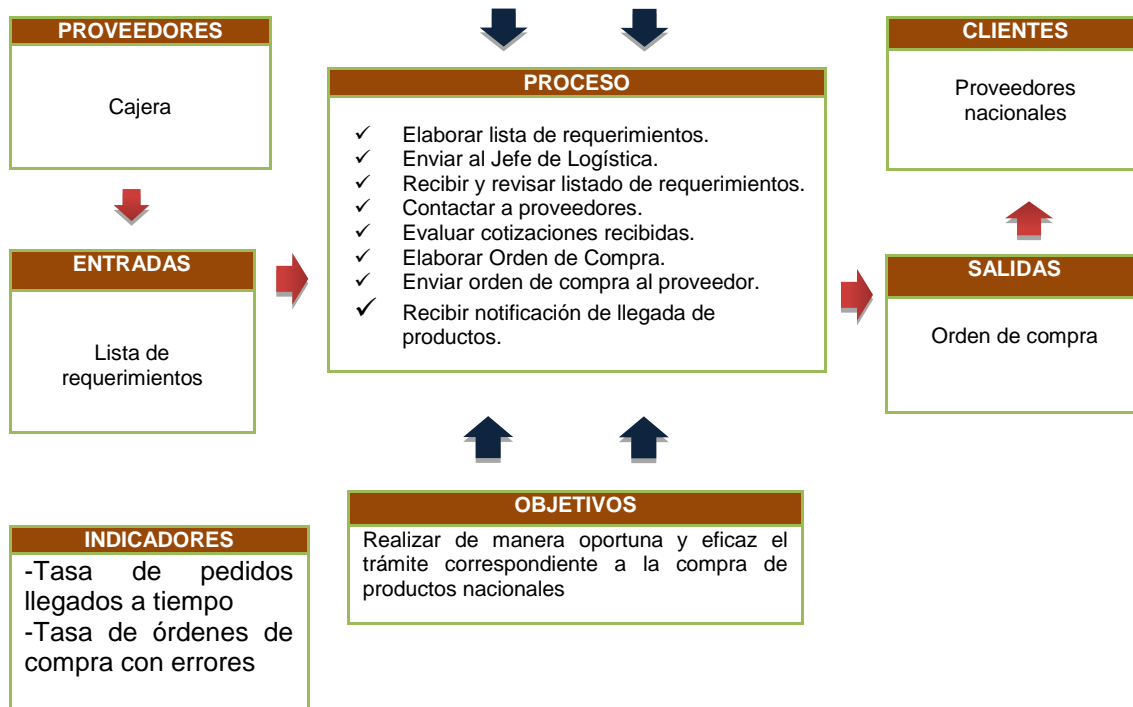 PROVEEDORES
Cajera
ENTRADAS
Lista de
requerimientos
PROCESO
✓ Elaborar lista de requerimientos.
✓ Enviar al Jefe de Logística.
✓ Recibir y revisar listado de requerimientos.
✓ Contactar a proveedores.
✓ Evaluar cotizaciones recibidas.
✓ Elaborar Orden de Compra.
✓ Enviar orden de compra al proveedor.
✓ Recibir notificación de llegada de
productos.
CLIENTES
Proveedores
nacionales
SALIDAS
Orden de compra
INDICADORES
-Tasa de pedidos
llegados a tiempo
-Tasa de órdenes de
compra con errores
OBJETIVOS
Realizar de manera oportuna y eficaz el
trámite correspondiente a la compra de
productos nacionales